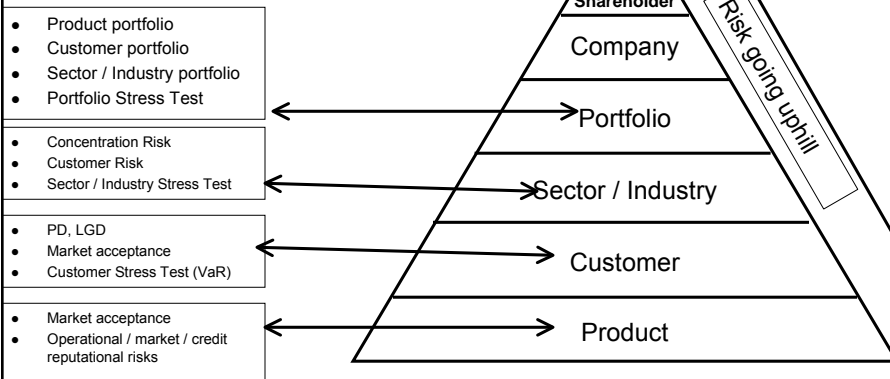 Shareholder
Company
Portfolio
Sector / Industry
Customer
Product
Risk going uphill
● Product portfolio
● Customer portfolio
● Sector / Industry portfolio
● Portfolio Stress Test
● Concentration Risk
● Customer Risk
● Sector / Industry Stress Test
● PD, LGD
● Market acceptance
● Customer Stress Test (VaR)
● Market acceptance
● Operational / market / credit
reputational risks